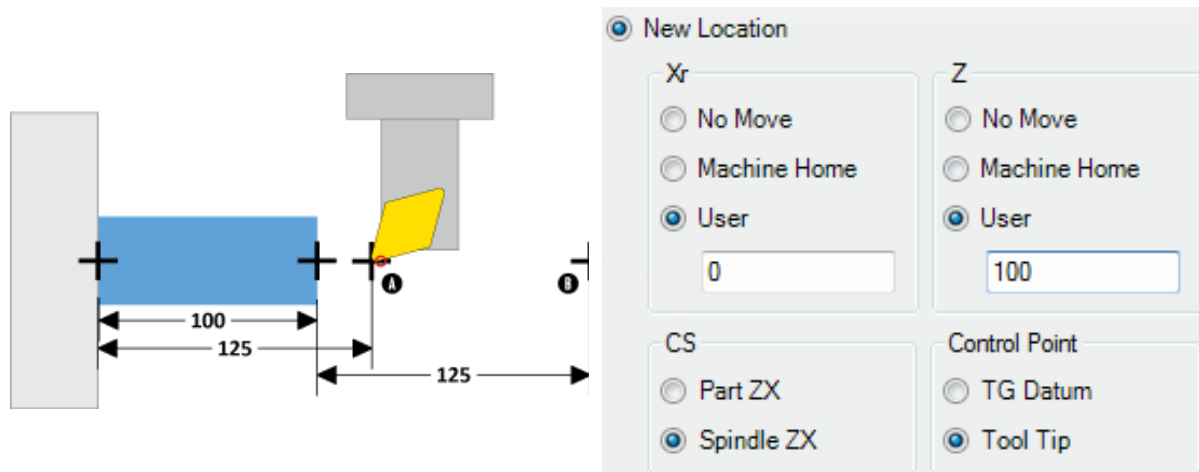 A
B
100
125
125
New Location
Xr
Z
No Move
No Move
Machine Home
Machine Home
User
User
0
100
CS
Control Point
Part ZX
TG Datum
Spindle ZX
Tool Tip